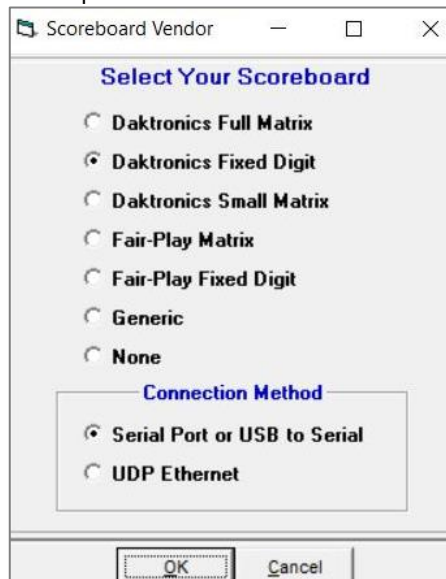 Scoreboard Vendor
Select Your Scoreboard
Daktronics Full Matrix
Daktronics Fixed Digit
Daktronics Small Matrix
Fair-Play Matrix
Fair-Play Fixed Digit
Generic
None
Connection Method
Serial Port or USB to Serial
UDP Ethernet
OK Cancel